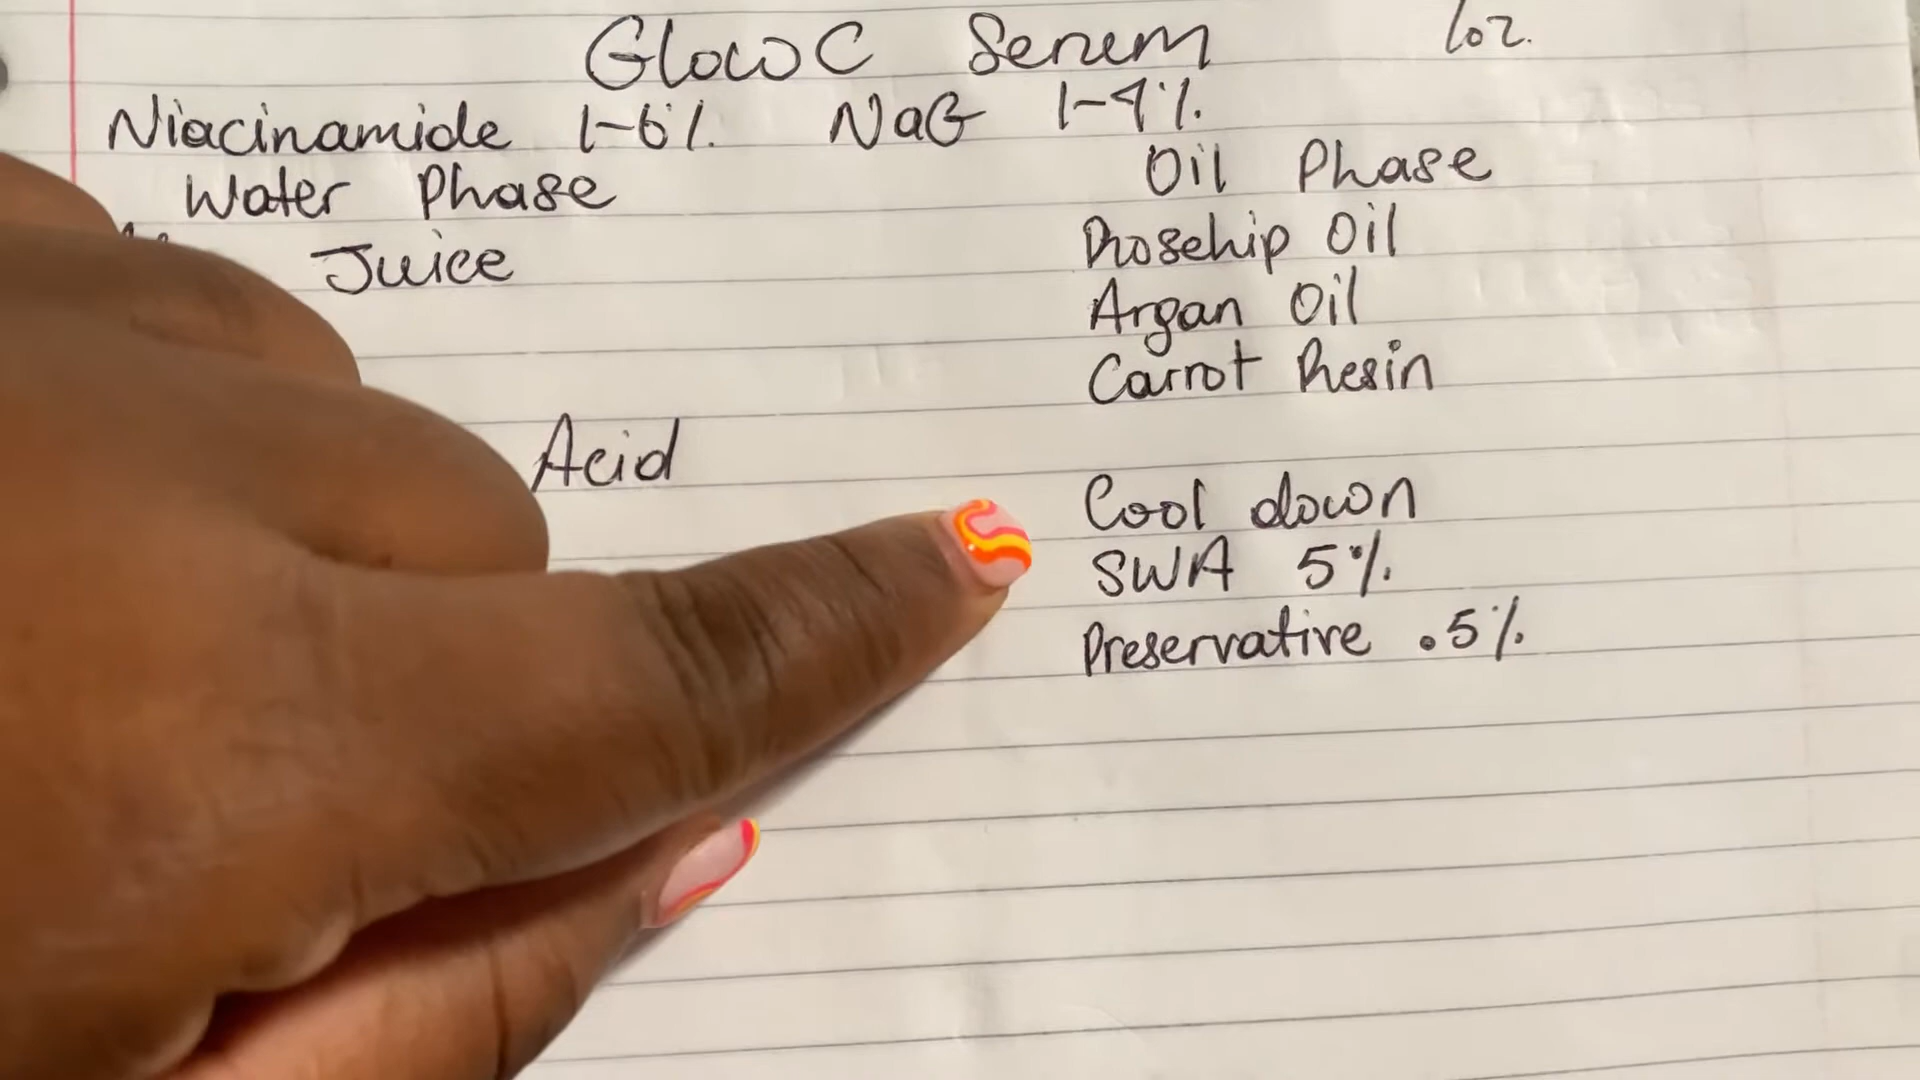 Glow C Serum 1oz.
Niacinamide 1-6% NaG 1-4%
Water Phase
Juice
Acid
Oil Phase
Rosehip Oil
Argan Oil
Carrot Resin
Cool down
SWA 5%
Preservative .5%